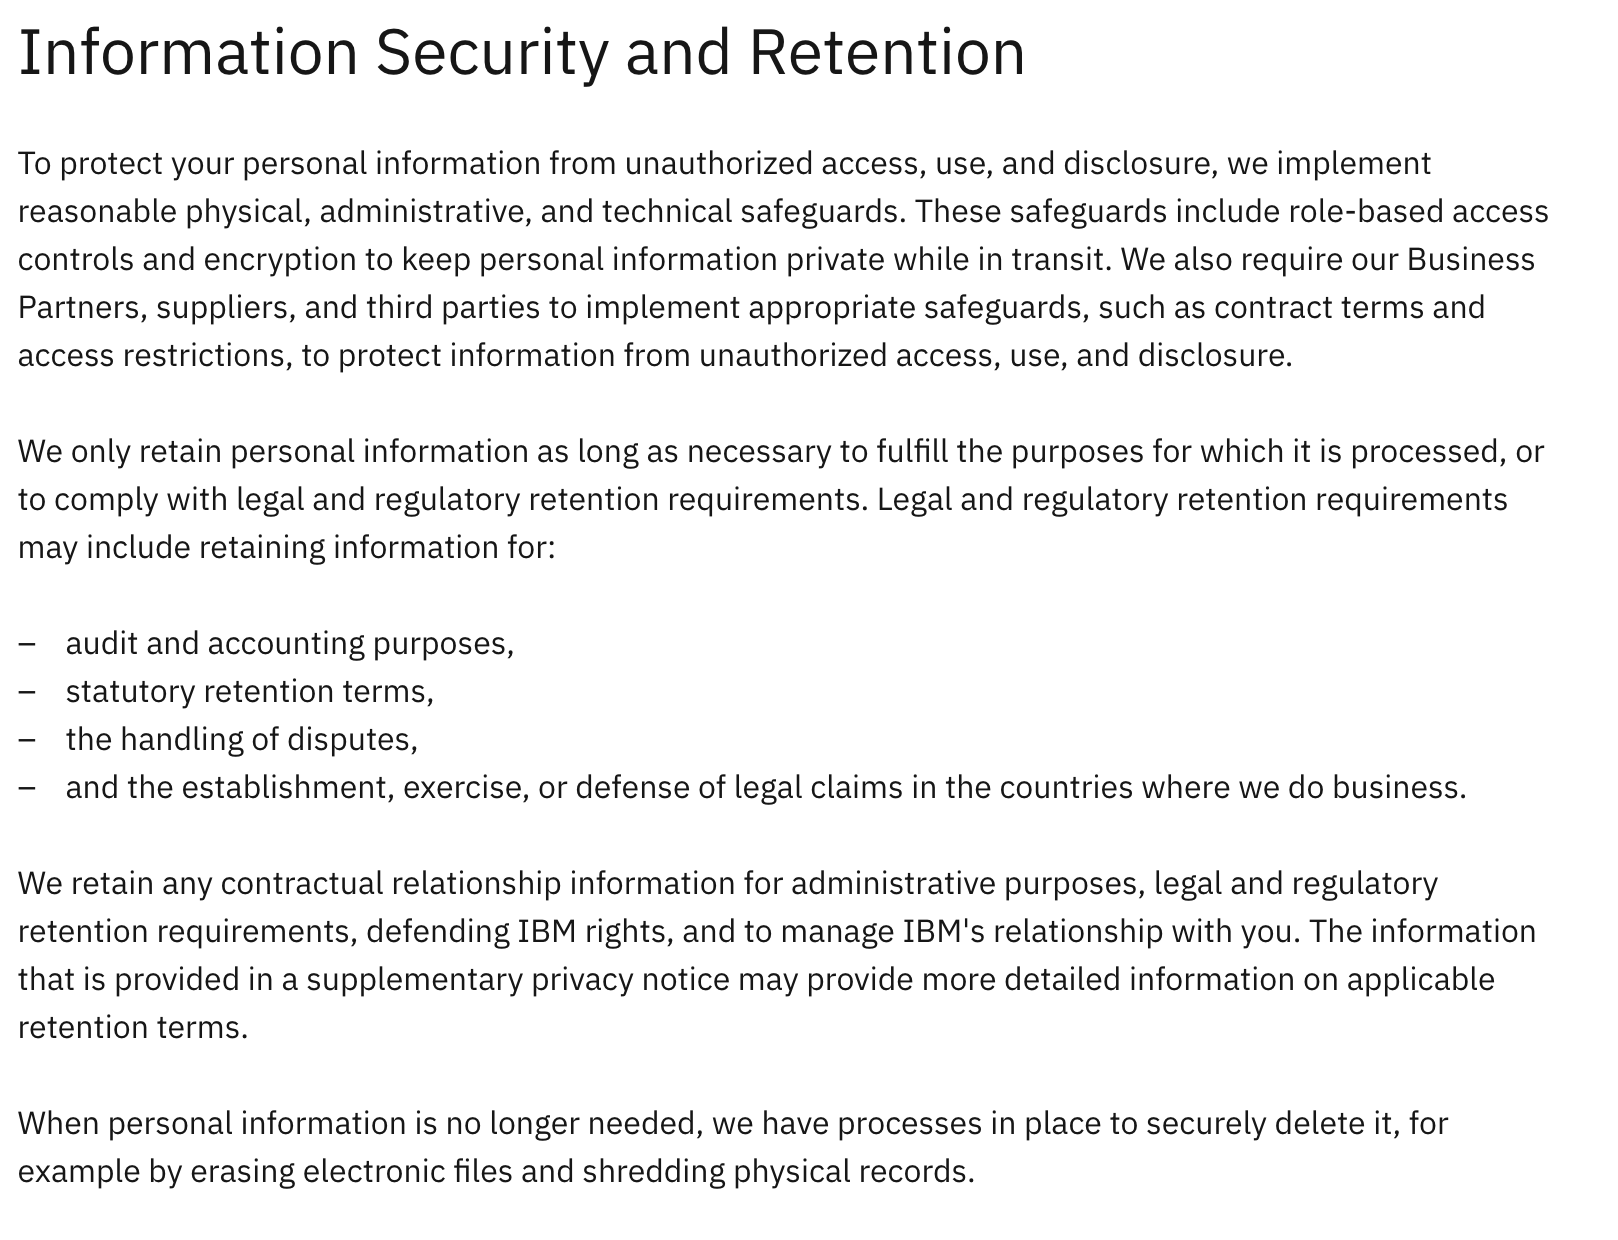 Information Security and Retention
To protect your personal information from unauthorized access, use, and disclosure, we implement
reasonable physical, administrative, and technical safeguards. These safeguards include role-based access
controls and encryption to keep personal information private while in transit. We also require our Business
Partners, suppliers, and third parties to implement appropriate safeguards, such as contract terms and
access restrictions, to protect information from unauthorized access, use, and disclosure.
We only retain personal information as long as necessary to fulfill the purposes for which it is processed, or
to comply with legal and regulatory retention requirements. Legal and regulatory retention requirements
may include retaining information for:
– audit and accounting purposes,
– statutory retention terms,
– the handling of disputes,
– and the establishment, exercise, or defense of legal claims in the countries where we do business.
We retain any contractual relationship information for administrative purposes, legal and regulatory
retention requirements, defending IBM rights, and to manage IBM's relationship with you. The information
that is provided in a supplementary privacy notice may provide more detailed information on applicable
retention terms.
When personal information is no longer needed, we have processes in place to securely delete it, for
example by erasing electronic files and shredding physical records.